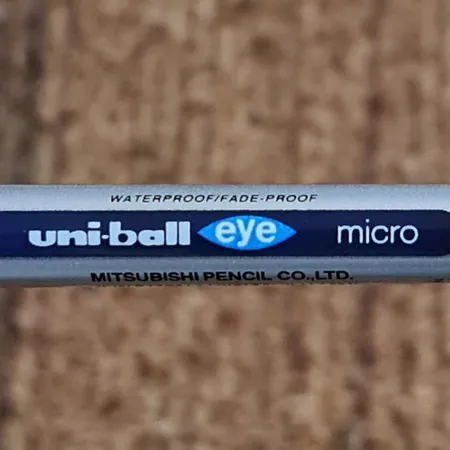 WATERPROOF/FADE-PROOF
uni-ball eye micro
MITSUBISHI PENCIL CO.,LTD.